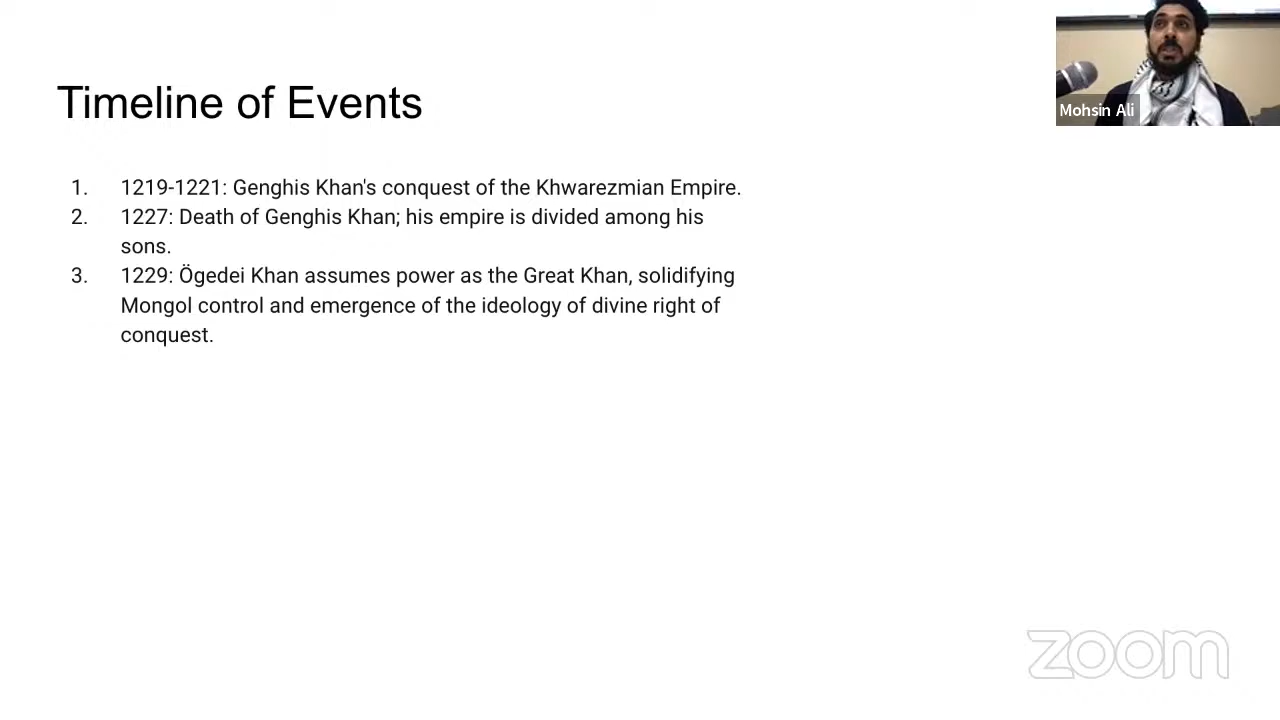 Timeline of Events
Mohsin Ali
1. 1219-1221: Genghis Khan's conquest of the Khwarezmian Empire.
2. 1227: Death of Genghis Khan; his empire is divided among his
sons.
3. 1229: Ögedei Khan assumes power as the Great Khan, solidifying
Mongol control and emergence of the ideology of divine right of
conquest.
zoom